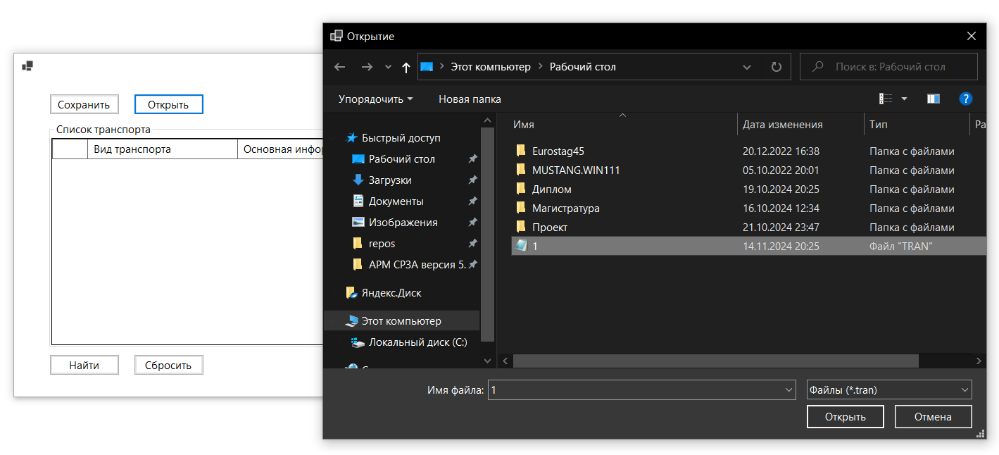 Сохранить
Открыть
Список транспорта
Вид транспорта
Основная инфо
Найти
Сбросить
Открытие
Этот компьютер
Рабочий стол
Поиск в: Рабочий стол
Упорядочить
Новая папка
?
Быстрый доступ
Рабочий стол
Загрузки
Документы
Изображения
repos
АРМ СРЗА версия 5.
Яндекс.Диск
Этот компьютер
Локальный диск (C:)
Имя Дата изменения Тип Ра
Eurostag45 20.12.2022 16:38 Папка с файлами
MUSTANG.WIN111 05.10.2022 20:01 Папка с файлами
Диплом 19.10.2024 20:25 Папка с файлами
Магистратура 16.10.2024 12:34 Папка с файлами
Проект 21.10.2024 23:47 Папка с файлами
1 14.11.2024 20:25 Файл "TRAN"
Имя файла: 1
Файлы (*.tran)
Открыть
Отмена